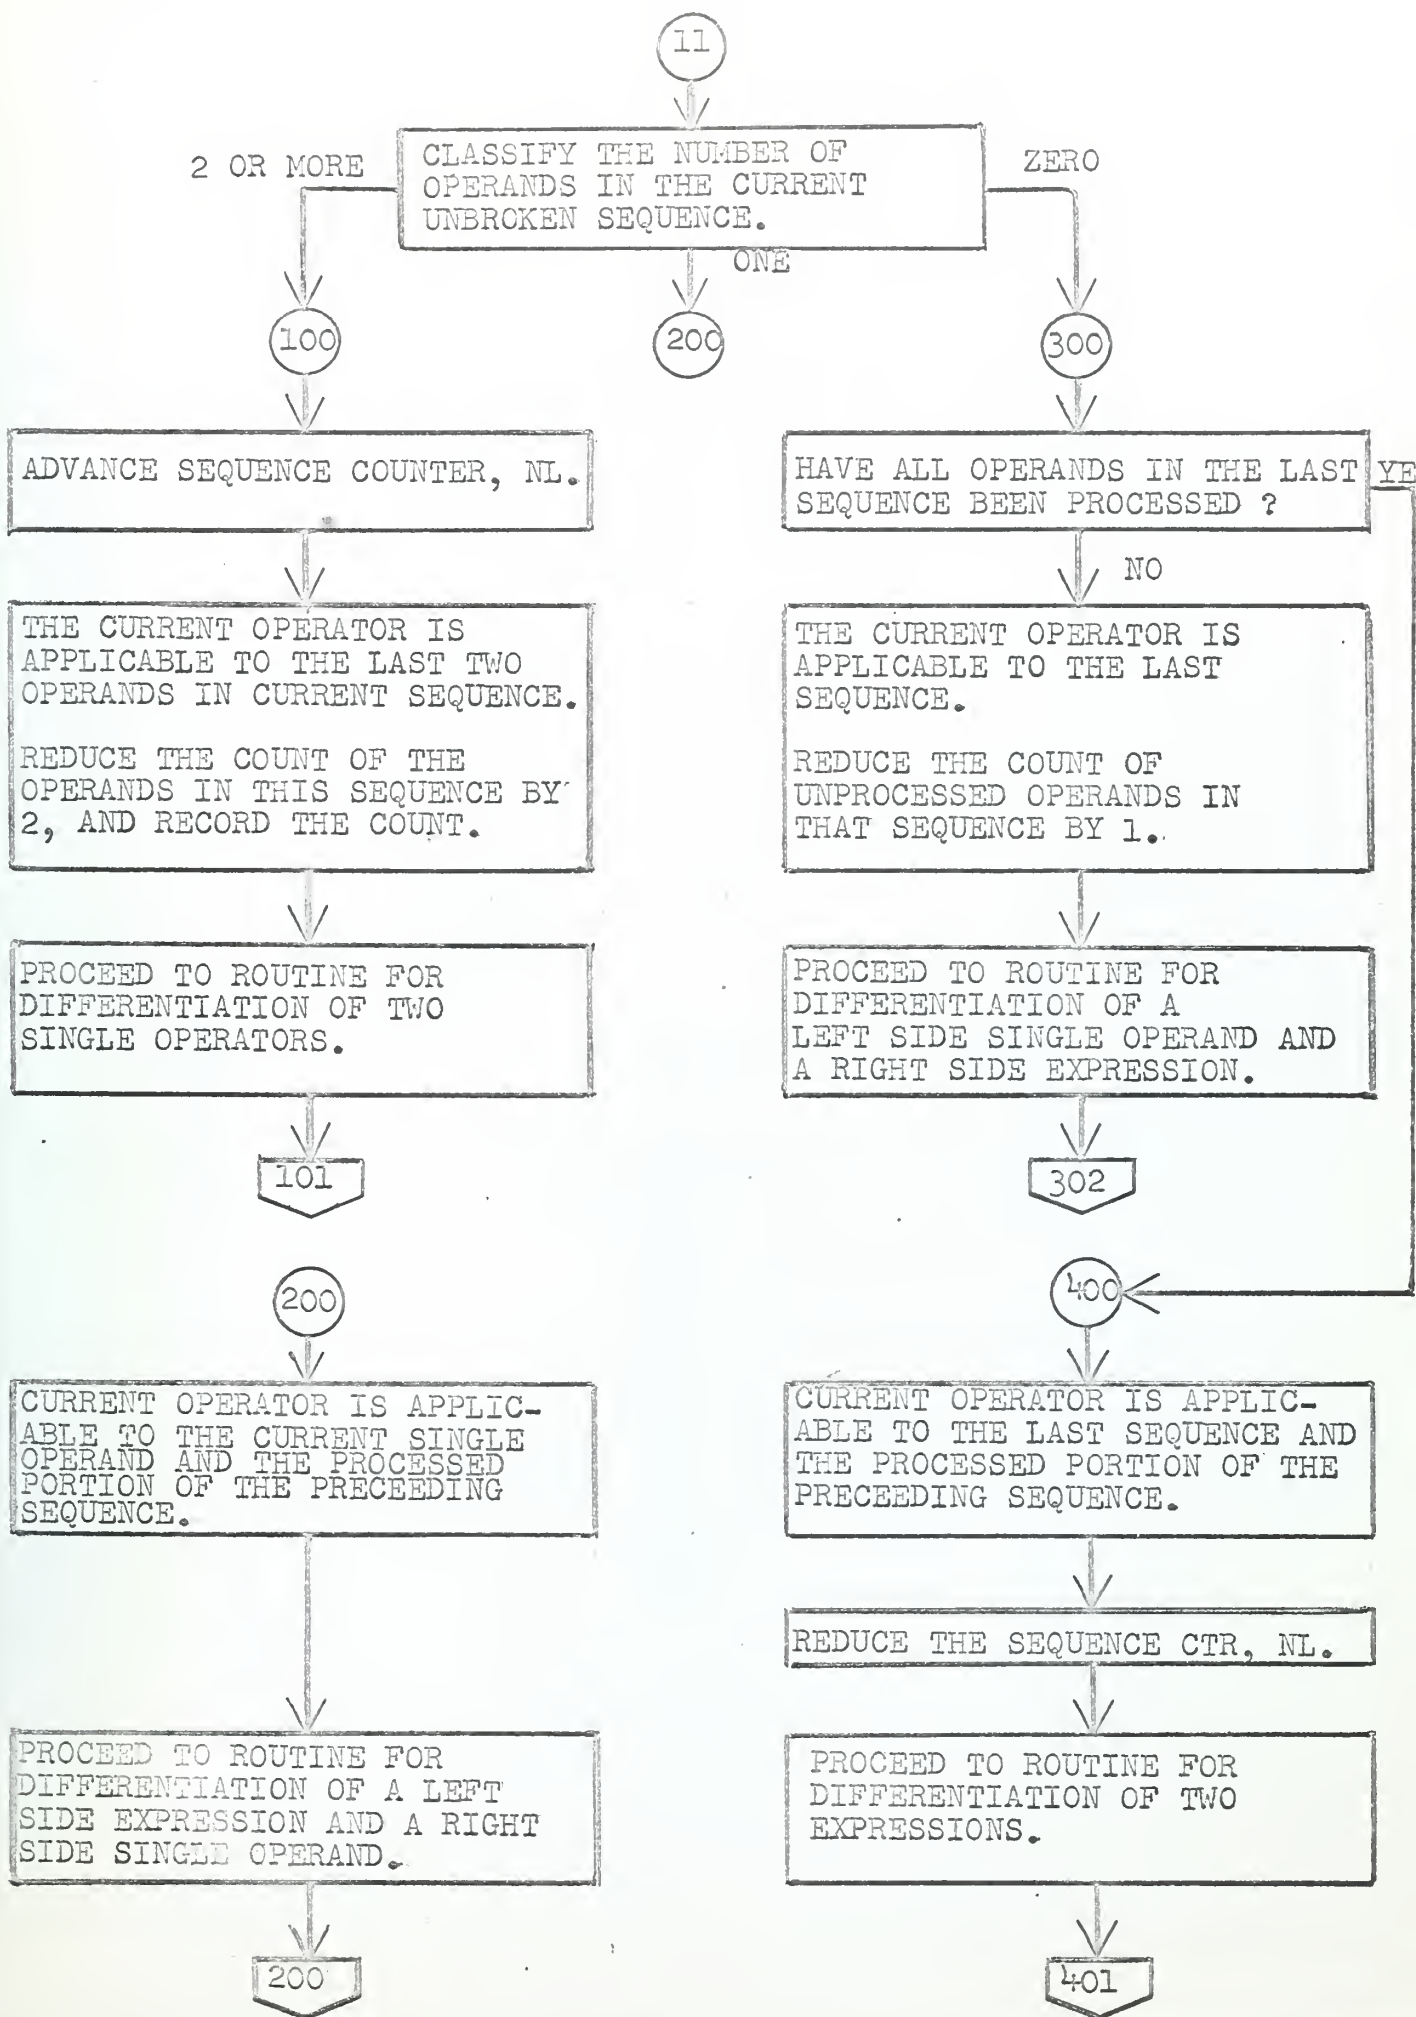 11
CLASSIFY THE NUMBER OF
OPERANDS IN THE CURRENT
UNBROKEN SEQUENCE.
2 OR MORE
ZERO
ONE
100
200
300
ADVANCE SEQUENCE COUNTER, NL.
THE CURRENT OPERATOR IS
APPLICABLE TO THE LAST TWO
OPERANDS IN CURRENT SEQUENCE.
REDUCE THE COUNT OF THE
OPERANDS IN THIS SEQUENCE BY
2, AND RECORD THE COUNT.
PROCEED TO ROUTINE FOR
DIFFERENTIATION OF TWO
SINGLE OPERATORS.
101
HAVE ALL OPERANDS IN THE LAST
SEQUENCE BEEN PROCESSED ?
YE
NO
THE CURRENT OPERATOR IS
APPLICABLE TO THE LAST
SEQUENCE.
REDUCE THE COUNT OF
UNPROCESSED OPERANDS IN
THAT SEQUENCE BY 1.
PROCEED TO ROUTINE FOR
DIFFERENTIATION OF A
LEFT SIDE SINGLE OPERAND AND
A RIGHT SIDE EXPRESSION.
302
200
CURRENT OPERATOR IS APPLIC-
ABLE TO THE CURRENT SINGLE
OPERAND AND THE PROCESSED
PORTION OF THE PRECEEDING
SEQUENCE.
PROCEED TO ROUTINE FOR
DIFFERENTIATION OF A LEFT
SIDE EXPRESSION AND A RIGHT
SIDE SINGLE OPERAND.
200
400
CURRENT OPERATOR IS APPLIC-
ABLE TO THE LAST SEQUENCE AND
THE PROCESSED PORTION OF THE
PRECEEDING SEQUENCE.
REDUCE THE SEQUENCE CTR, NL.
PROCEED TO ROUTINE FOR
DIFFERENTIATION OF TWO
EXPRESSIONS.
401